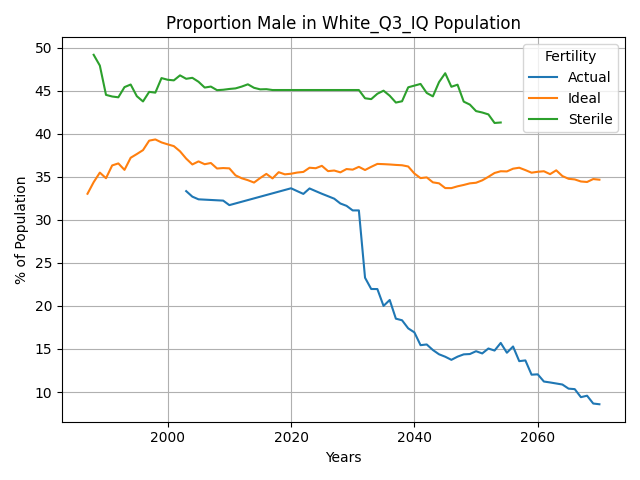 Proportion Male in White_Q3_IQ Population
% of Population
50
45
40
35
30
25
20
15
10
Fertility
Actual
Ideal
Sterile
2000
2020
2040
2060
Years